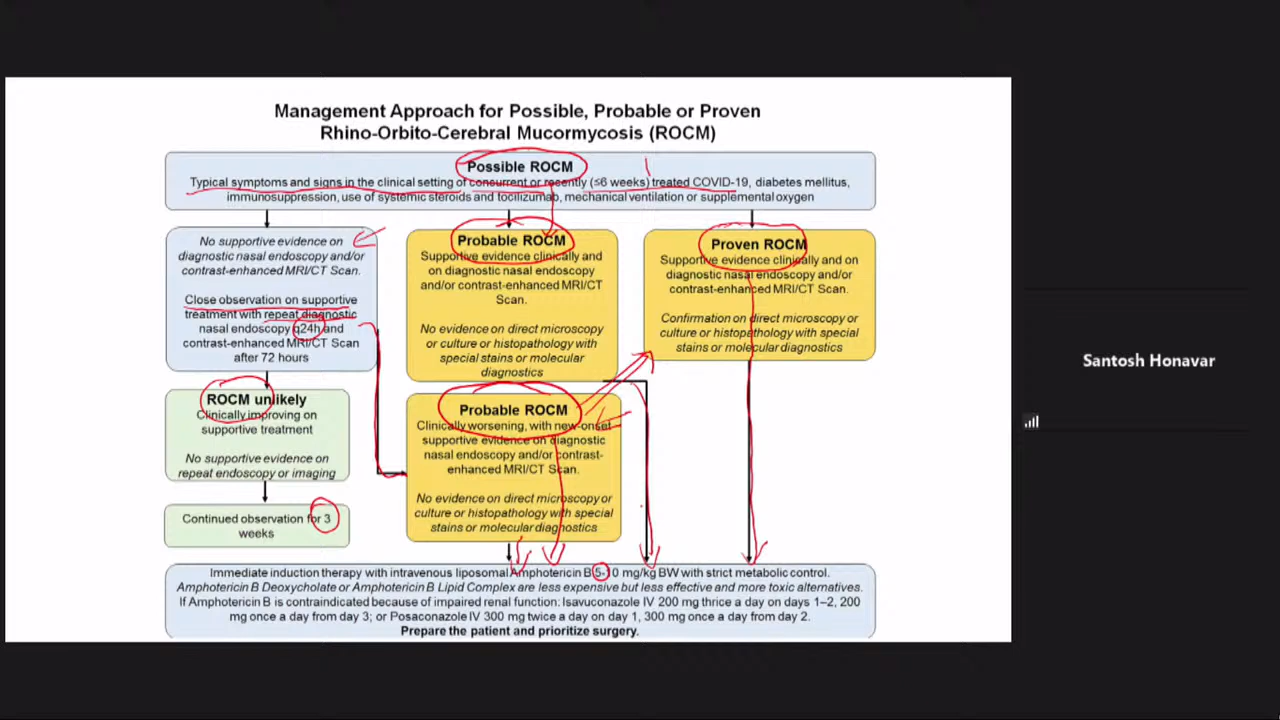 Management Approach for Possible, Probable or Proven
Rhino-Orbito-Cerebral Mucormycosis (ROCM)
Possible ROCM
Typical symptoms and signs in the clinical setting of concurrent or recently (≤6 weeks) treated COVID-19, diabetes mellitus,
immunosuppression, use of systemic steroids and tocilizumab, mechanical ventilation or supplemental oxygen
No supportive evidence on
diagnostic nasal endoscopy and/or
contrast-enhanced MRI/CT Scan.
Close observation on supportive
treatment with repeat diagnostic
nasal endoscopy q24h and
contrast-enhanced MRI/CT Scan
after 72 hours
ROCM unlikely
Clinically improving on
supportive treatment
No supportive evidence on
repeat endoscopy or imaging
Continued observation for 3
weeks
Probable ROCM
Supportive evidence clinically and
on diagnostic nasal endoscopy
and/or contrast-enhanced MRI/CT
Scan.
No evidence on direct microscopy
or culture or histopathology with
special stains or molecular
diagnostics
Probable ROCM
Clinically worsening, with new-onset
supportive evidence on diagnostic
nasal endoscopy and/or contrast-
enhanced MRI/CT Scan.
No evidence on direct microscopy or
culture or histopathology with special
stains or molecular diagnostics
Proven ROCM
Supportive evidence clinically and on
diagnostic nasal endoscopy and/or
contrast-enhanced MRI/CT Scan.
Confirmation on direct microscopy or
culture or histopathology with special
stains or molecular diagnostics
Immediate induction therapy with intravenous liposomal Amphotericin B 5-10 mg/kg BW with strict metabolic control.
Amphotericin B Deoxycholate or Amphotericin B Lipid Complex are less expensive but less effective and more toxic alternatives.
If Amphotericin B is contraindicated because of impaired renal function: Isavuconazole IV 200 mg thrice a day on days 1–2, 200
mg once a day from day 3; or Posaconazole IV 300 mg twice a day on day 1, 300 mg once a day from day 2.
Prepare the patient and prioritize surgery.
Santosh Honavar